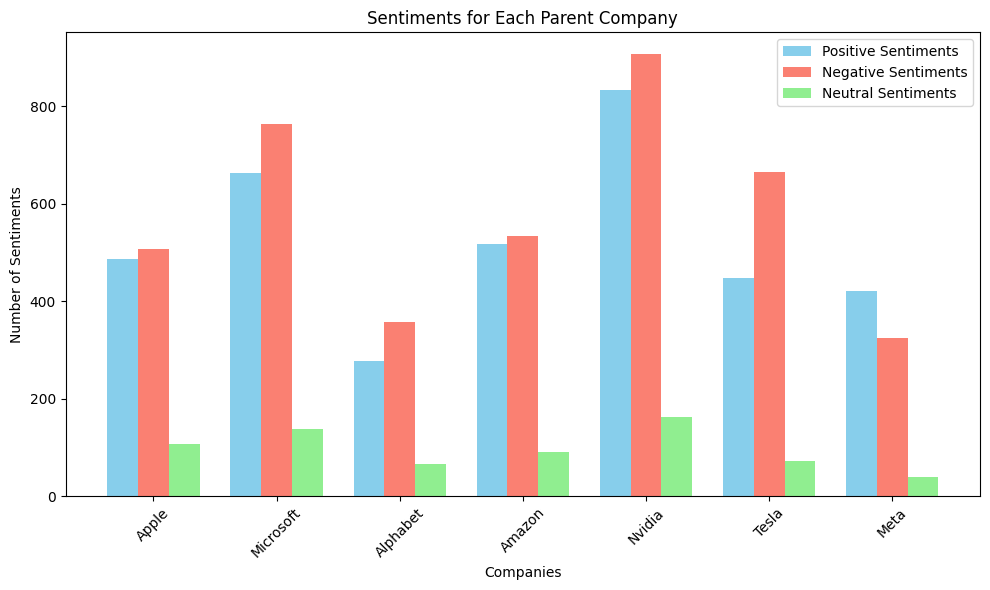 Sentiments for Each Parent Company
Positive Sentiments
Negative Sentiments
Neutral Sentiments
Number of Sentiments
800
600
400
200
0
Apple
Microsoft
Alphabet
Amazon
Nvidia
Tesla
Meta
Companies